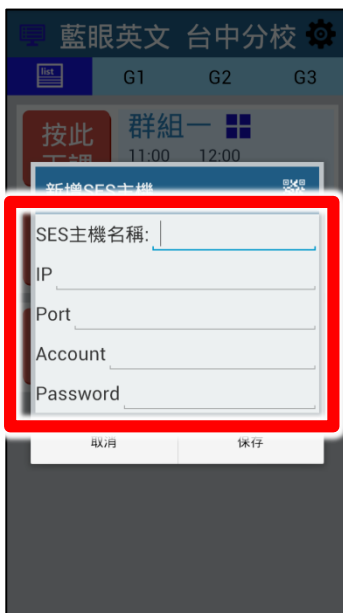 藍眼英文 台中分校
list G1 G2 G3
按此 群組一
下課 11:00 12:00
新增SES主機
SES主機名稱:
IP
Port
Account
Password
取消 保存